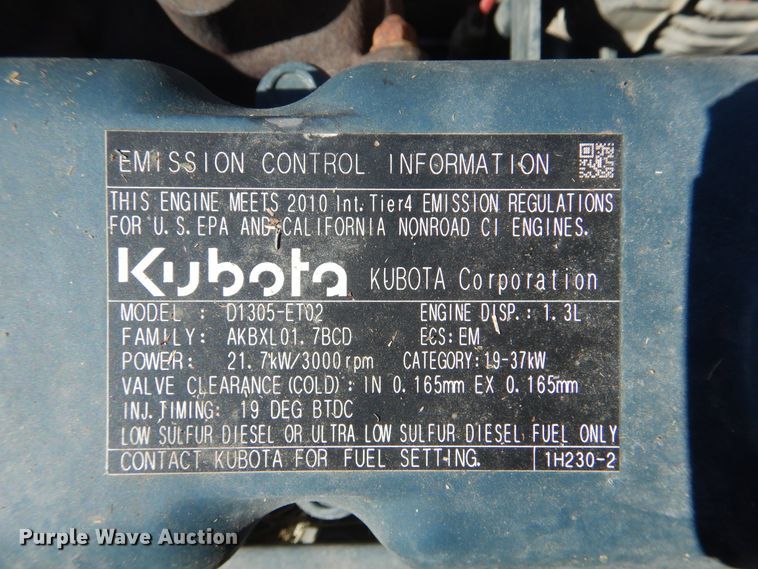 EMISSION CONTROL INFORMATION
THIS ENGINE MEETS 2010 Int.Tier4 EMISSION REGULATIONS
FOR U.S.EPA AND CALIFORNIA NONROAD CI ENGINES.
Kubota KUBOTA Corporation
MODEL : D1305-ET02 ENGINE DISP.: 1.3L
FAMILY: AKBXL01.7BCD ECS:EM
POWER: 21.7kW/3000rpm CATEGORY:19-37kW
VALVE CLEARANCE(COLD): IN 0.165mm EX 0.165mm
INJ.TIMING: 19 DEG BTDC
LOW SULFUR DIESEL OR ULTRA LOW SULFUR DIESEL FUEL ONLY
CONTACT KUBOTA FOR FUEL SETTING. 1H230-2
Purple Wave Auction